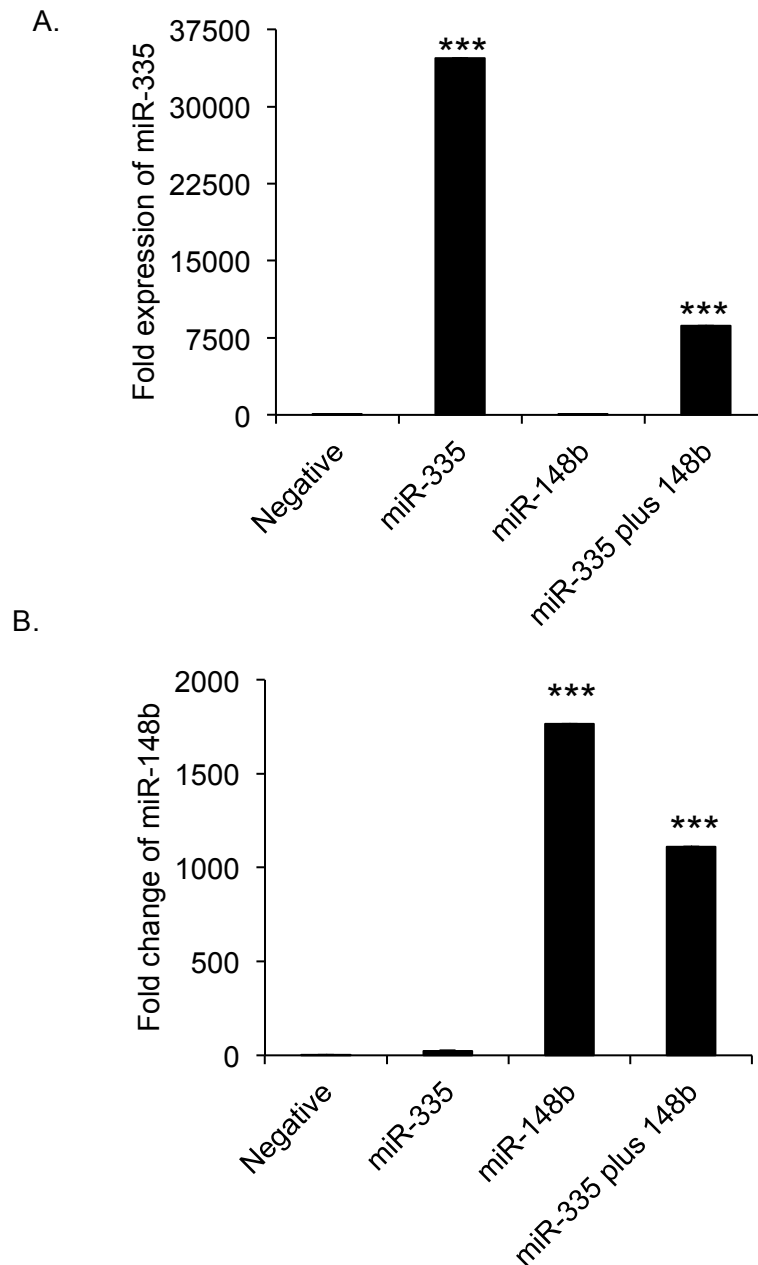 A.
Fold expression of miR-335
37500
30000
22500
15000
7500
0
***
***
Negative
miR-335
miR-148b
miR-335 plus 148b
B.
Fold change of miR-148b
2000
1500
1000
500
0
***
***
Negative
miR-335
miR-148b
miR-335 plus 148b